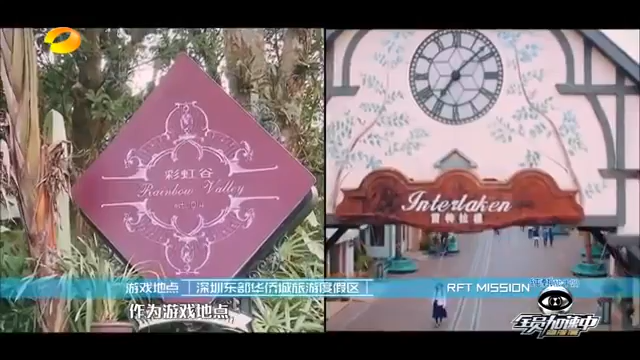 彩虹谷
Rainbow Valley
Interlaken
茵特拉根
游戏地点 深圳东部华侨城旅游度假区
RFT MISSION
作为游戏地点
全员加速中